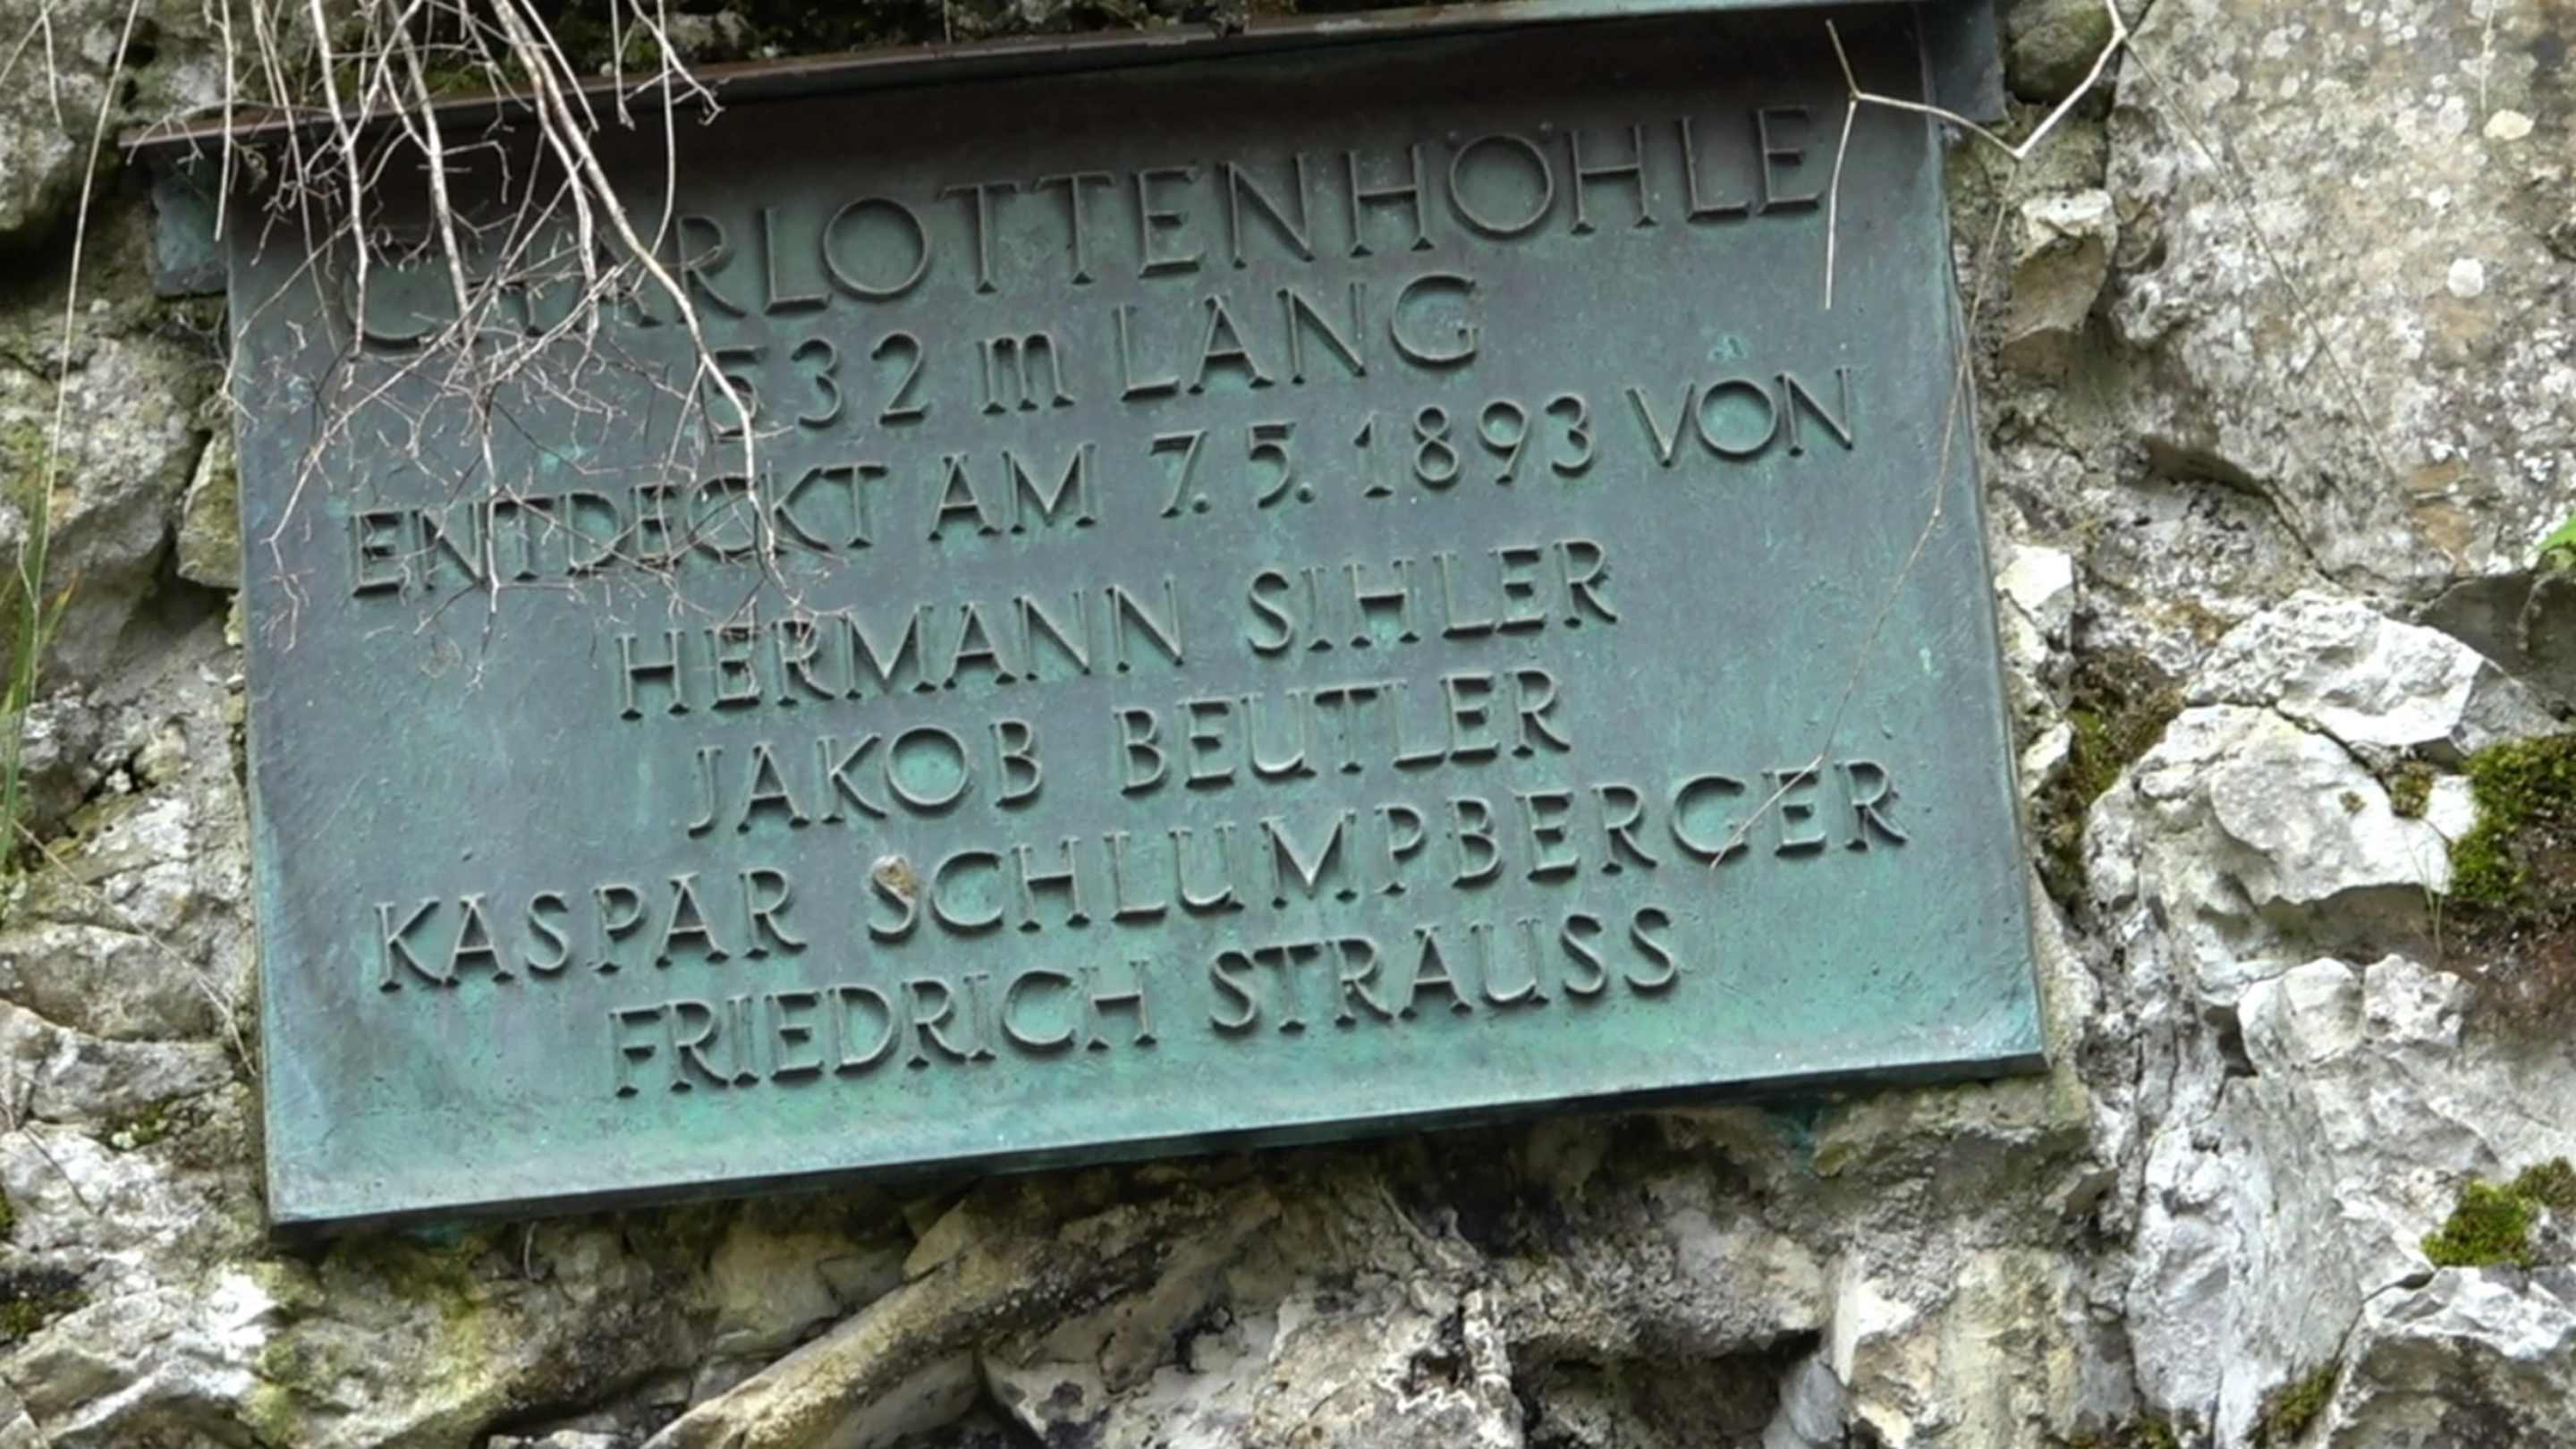 CHARLOTTENHÖHLE
532 m LANG
ENTDECKT AM 7. 5. 1893 VON
HERMANN SIHLER
JAKOB BEUTLER
KASPAR SCHLUMPBERGER
FRIEDRICH STRAUSS